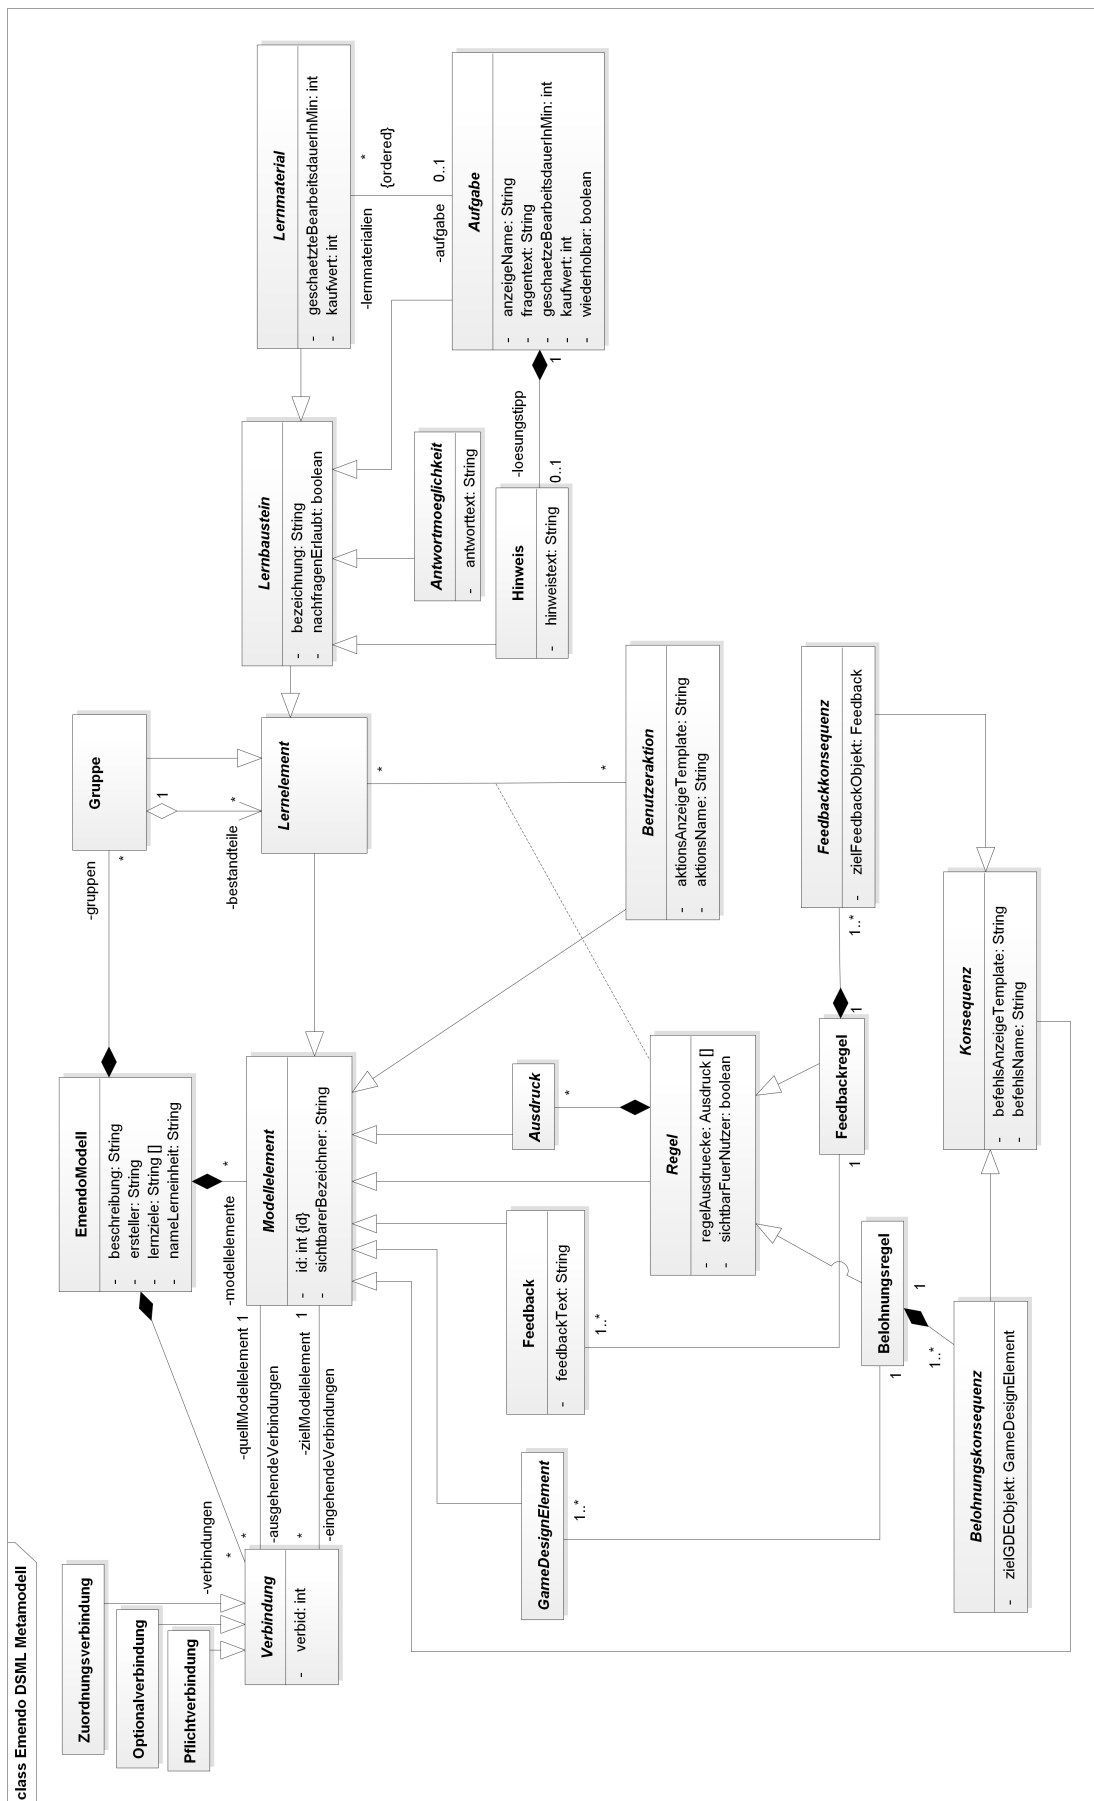 class Emendo DSML Metamodell
Zuordnungsverbindung
Optionalverbindung
Pflichtverbindung
-verbindungen
*
Verbindung
- verbid: int
EmendoModell
- beschreibung: String
- ersteller: String
- lernziele: String []
- nameLerneinheit: String
-gruppen
*
Gruppe
1
*
-bestandteile
-modellelemente
*
-quellModellelement 1
*
-ausgehendeVerbindungen
-zielModellelement 1
*
-eingehendeVerbindungen
Modellelement
- id: int {id}
- sichtbarerBezeichner: String
Lernelement
*
*
Lernbaustein
- bezeichnung: String
- nachfragenErlaubt: boolean
Lernmaterial
- geschaetzteBearbeitsdauerInMin: int
- kaufwert: int
-lernmaterialien
*
{ordered}
-aufgabe
0..1
Aufgabe
- anzeigeName: String
- fragentext: String
- geschaetzeBearbeitsdauerInMin: int
- kaufwert: int
- wiederholbar: boolean
1
-loesungstipp
0..1
Antwortmoeglichkeit
- antworttext: String
Hinweis
- hinweistext: String
GameDesignElement
1..*
Feedback
- feedbackText: String
1..*
Ausdruck
*
Regel
- regelAusdruecke: Ausdruck []
- sichtbarFuerNutzer: boolean
Benutzeraktion
- aktionsAnzeigeTemplate: String
- aktionsName: String
Feedbackkonsequenz
- zielFeedbackObjekt: Feedback
1..*
1
Feedbackregel
1
Belohnungsregel
1
1
1..*
Belohnungskonsequenz
- zielGDEObjekt: GameDesignElement
Konsequenz
- befehlsAnzeigeTemplate: String
- befehlsName: String